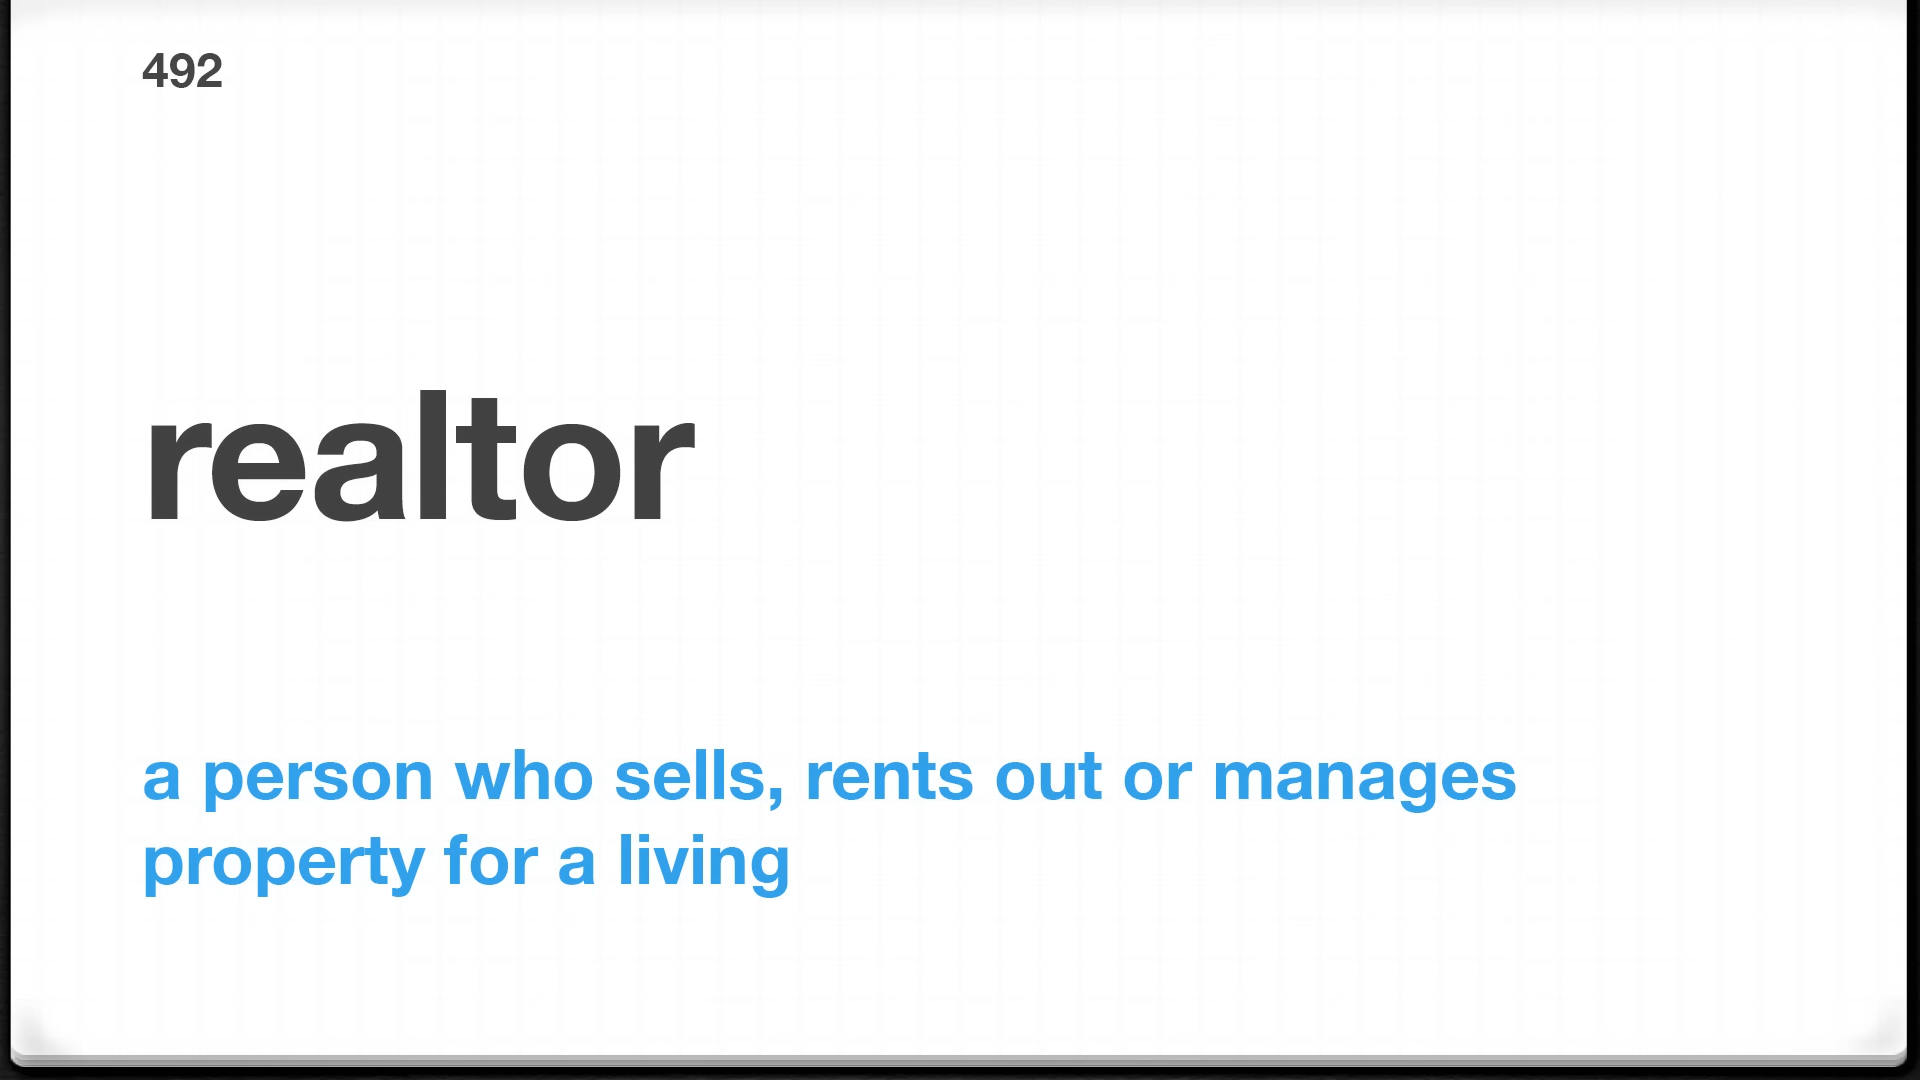 492
realtor
a person who sells, rents out or manages
property for a living